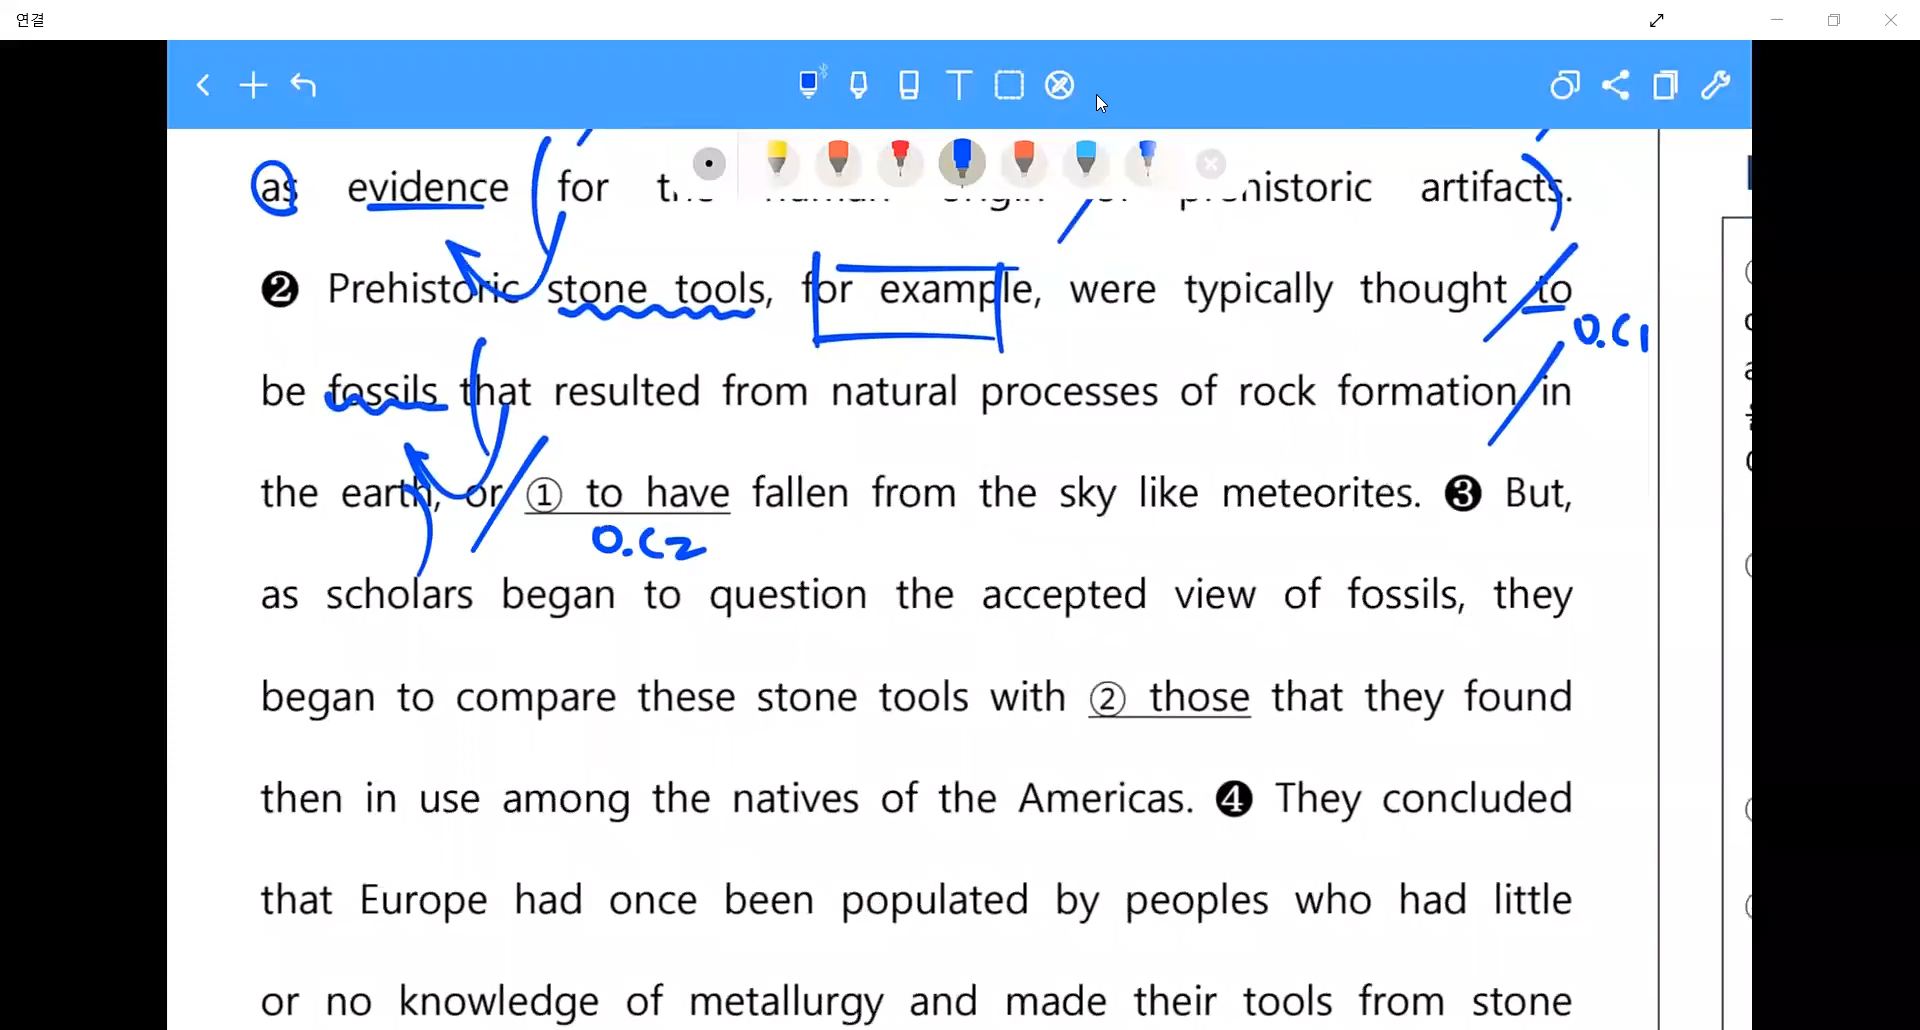 연결
as evidence for the human origin of prehistoric artifacts.
❷ Prehistoric stone tools, for example, were typically thought to
O.C1
be fossils that resulted from natural processes of rock formation in
the earth, or ① to have fallen from the sky like meteorites. ❸ But,
O.C2
as scholars began to question the accepted view of fossils, they
began to compare these stone tools with ② those that they found
then in use among the natives of the Americas. ❹ They concluded
that Europe had once been populated by peoples who had little
or no knowledge of metallurgy and made their tools from stone